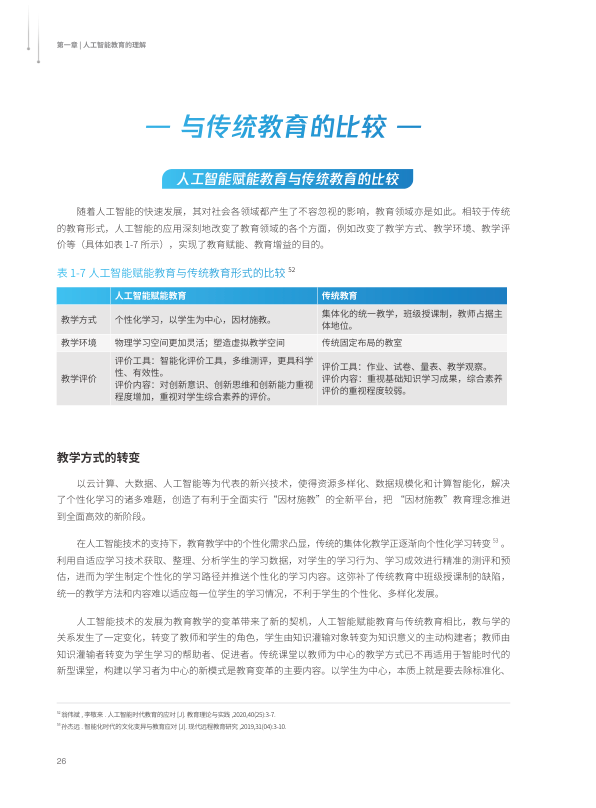 第一章 | 人工智能教育的理解
与传统教育的比较
人工智能赋能教育与传统教育的比较
随着人工智能的快速发展，其对社会各领域都产生了不容忽视的影响，教育领域亦是如此。相较于传统
的教育形式，人工智能的应用深刻地改变了教育领域的各个方面，例如改变了教学方式、教学环境、教学评
价等（具体如表 1-7 所示），实现了教育赋能、教育增益的目的。
表 1-7 人工智能赋能教育与传统教育形式的比较 52
人工智能赋能教育 传统教育
教学方式 个性化学习，以学生为中心，因材施教。 集体化的统一教学，班级授课制，教师占据主
体地位。
教学环境 物理学习空间更加灵活；塑造虚拟教学空间 传统固定布局的教室
教学评价
评价工具：智能化评价工具，多维测评，更具科学
性、有效性。
评价内容：对创新意识、创新思维和创新能力重视
程度增加，重视对学生综合素养的评价。
评价工具：作业、试卷、量表、教学观察。
评价内容：重视基础知识学习成果，综合素养
评价的重视程度较弱。
教学方式的转变
以云计算、大数据、人工智能等为代表的新兴技术，使得资源多样化、数据规模化和计算智能化，解决
了个性化学习的诸多难题，创造了有利于全面实行“因材施教”的全新平台，把 “因材施教”教育理念推进
到全面高效的新阶段。
在人工智能技术的支持下，教育教学中的个性化需求凸显，传统的集体化教学正逐渐向个性化学习转变 53 。
利用自适应学习技术获取、整理、分析学生的学习数据，对学生的学习行为、学习成效进行精准的测评和预
估，进而为学生制定个性化的学习路径并推送个性化的学习内容。这弥补了传统教育中班级授课制的缺陷，
统一的教学方法和内容难以适应每一位学生的学习情况，不利于学生的个性化、多样化发展。
人工智能技术的发展为教育教学的变革带来了新的契机，人工智能赋能教育与传统教育相比，教与学的
关系发生了一定变化，转变了教师和学生的角色，学生由知识灌输对象转变为知识意义的主动构建者；教师由
知识灌输者转变为学生学习的帮助者、促进者。传统课堂以教师为中心的教学方式已不再适用于智能时代的
新型课堂，构建以学习者为中心的新模式是教育变革的主要内容。以学生为中心，本质上就是要去除标准化、
52 翁伟斌 , 李敬来 . 人工智能时代教育的应对 [J]. 教育理论与实践 ,2020,40(25):3-7.
53 孙杰远 . 智能化时代的文化变异与教育应对 [J]. 现代远程教育研究 ,2019,31(04):3-10.
26